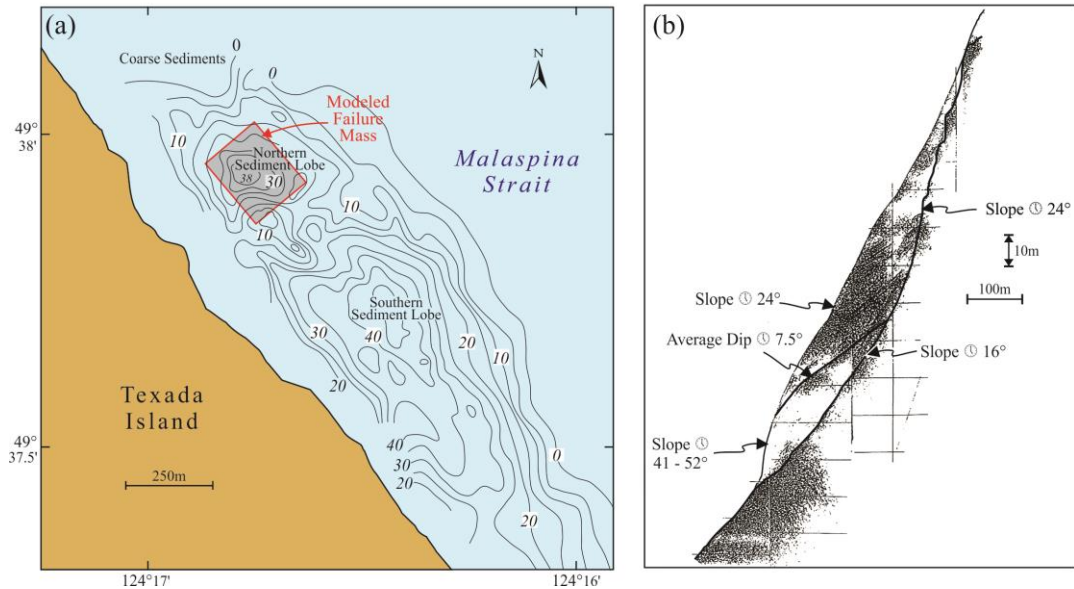 (a)
Coarse Sediments
0
0
N
Modeled
Failure
Mass
49°
38'
10
Northern
Sediment Lobe
38
30
10
10
Malaspina
Strait
Southern
Sediment Lobe
40
30
20
20
10
Texada
Island
49°
37.5'
40
30
20
0
20
250m
124°17'
124°16'
(b)
Slope @ 24°
10m
100m
Slope @ 24°
Average Dip @ 7.5°
Slope @ 16°
Slope @
41 - 52°